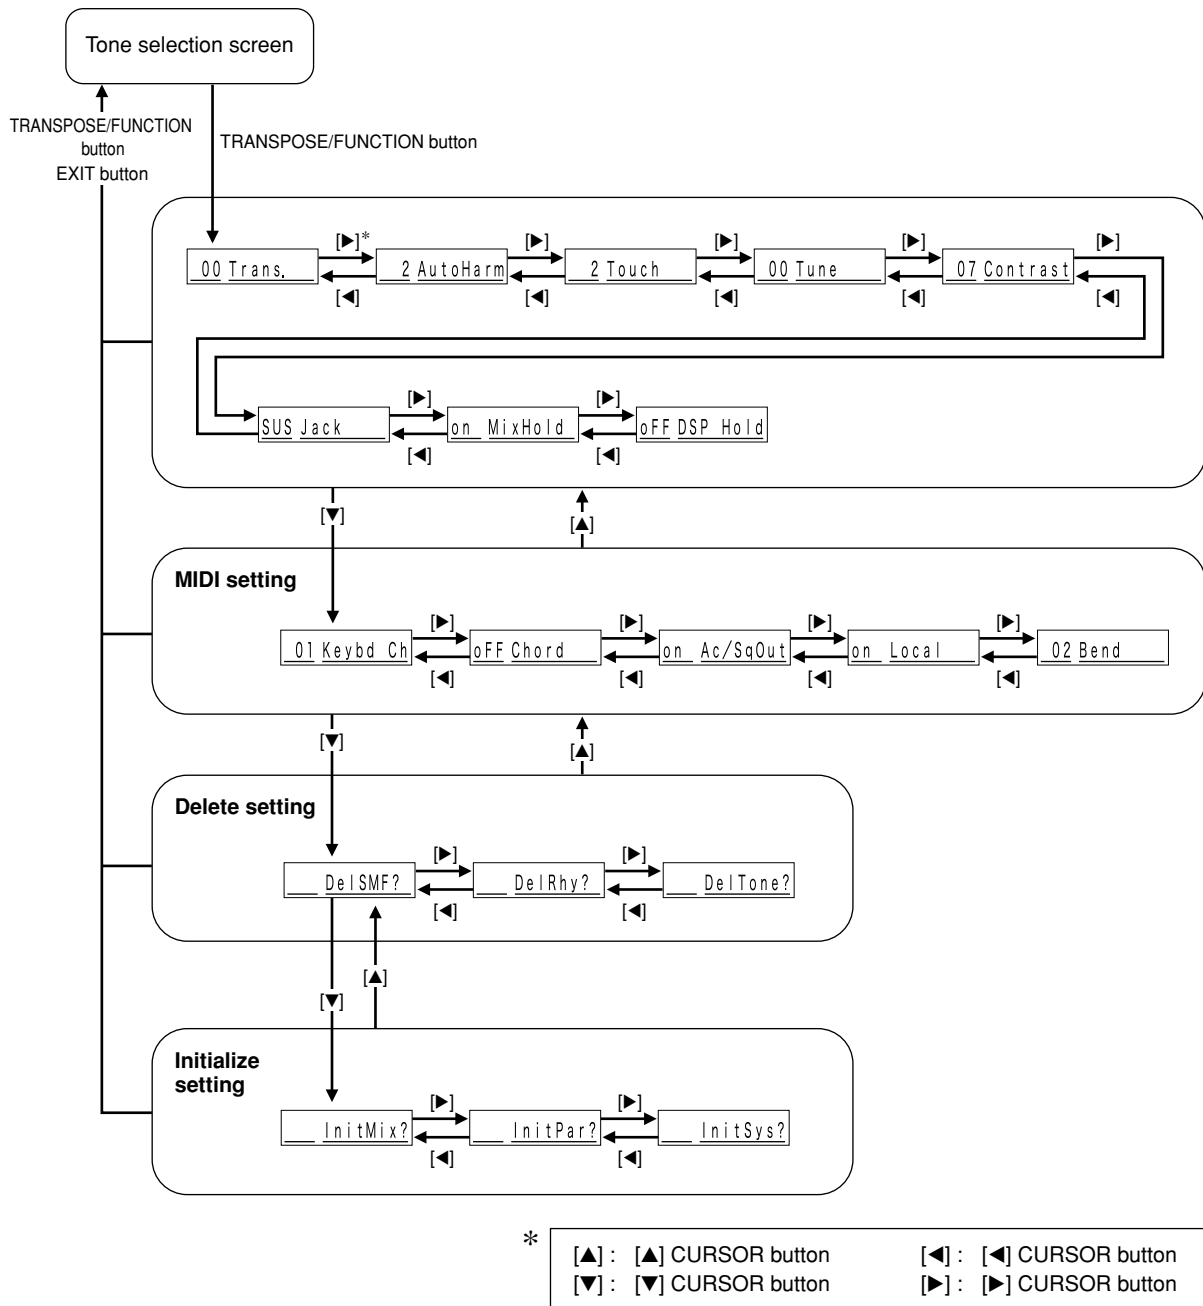 Tone selection screen
TRANSPOSE/FUNCTION
button
EXIT button
TRANSPOSE/FUNCTION button
[▶]* [▶] [▶] [▶] [▶]
00 Trans. 2 AutoHarm 2 Touch 00 Tune 07 Contrast
[◀] [◀] [◀] [◀] [◀]
[▶] [▶]
SUS Jack on MixHold oFF DSP Hold
[◀] [◀]
[▼] [▲]
MIDI setting
[▶] [▶] [▶] [▶]
01 Keybd Ch oFF Chord on Ac/SqOut on Local 02 Bend
[◀] [◀] [◀] [◀]
[▼] [▲]
Delete setting
[▶] [▶]
DelSMF? DelRhy? DelTone?
[◀] [◀]
[▲]
[▼]
Initialize
setting
[▶] [▶]
InitMix? InitPar? InitSys?
[◀] [◀]
*
[▲] : [▲] CURSOR button [◀] : [◀] CURSOR button
[▼] : [▼] CURSOR button [▶] : [▶] CURSOR button